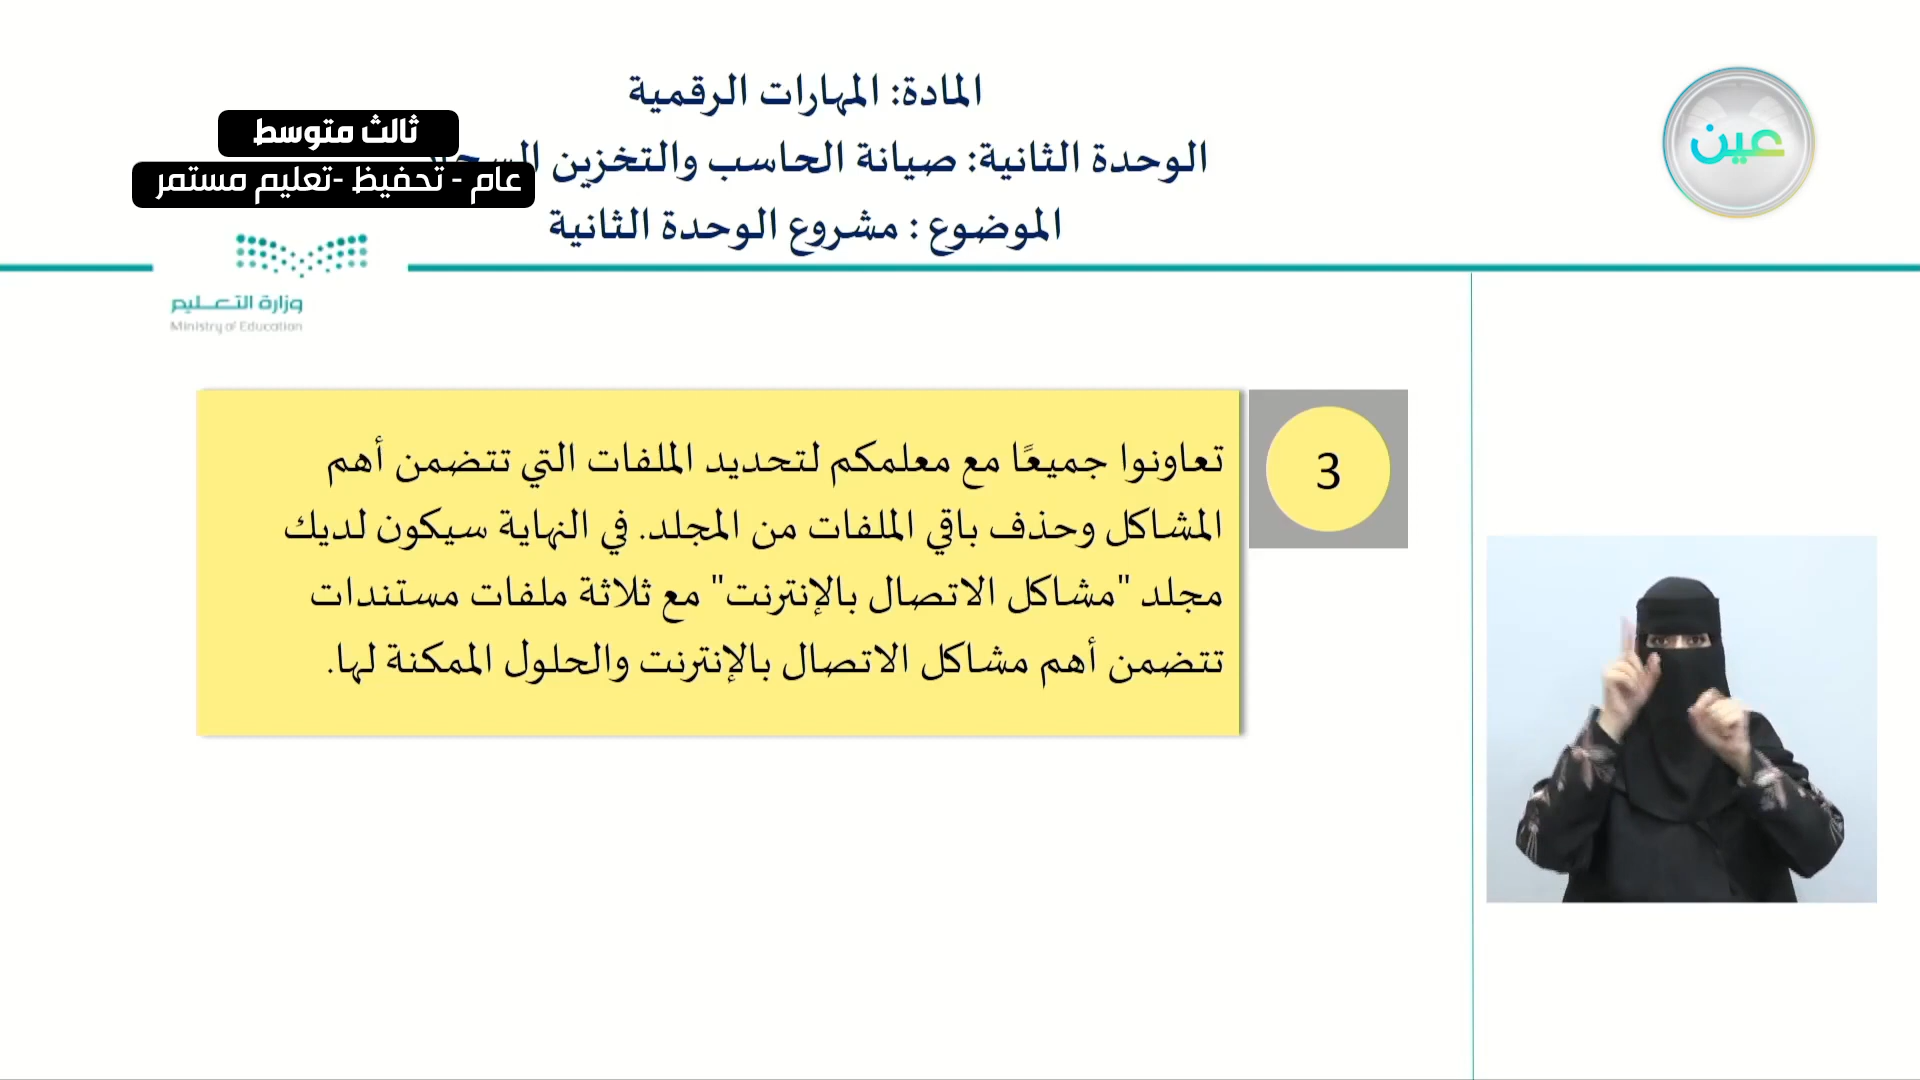 المادة: المهارات الرقمية
ثالث متوسط
الوحدة الثانية: صيانة الحاسب والتخزين
عام - تحفيظ -تعليم مستمر
الموضوع : مشروع الوحدة الثانية
عين
وزارة التعليم
Ministry of Education
3
تعاونوا جميعًا مع معلمكم لتحديد الملفات التي تتضمن أهم
المشاكل وحذف باقي الملفات من المجلد. في النهاية سيكون لديك
مجلد "مشاكل الاتصال بالإنترنت" مع ثلاثة ملفات مستندات
تتضمن أهم مشاكل الاتصال بالإنترنت والحلول الممكنة لها.